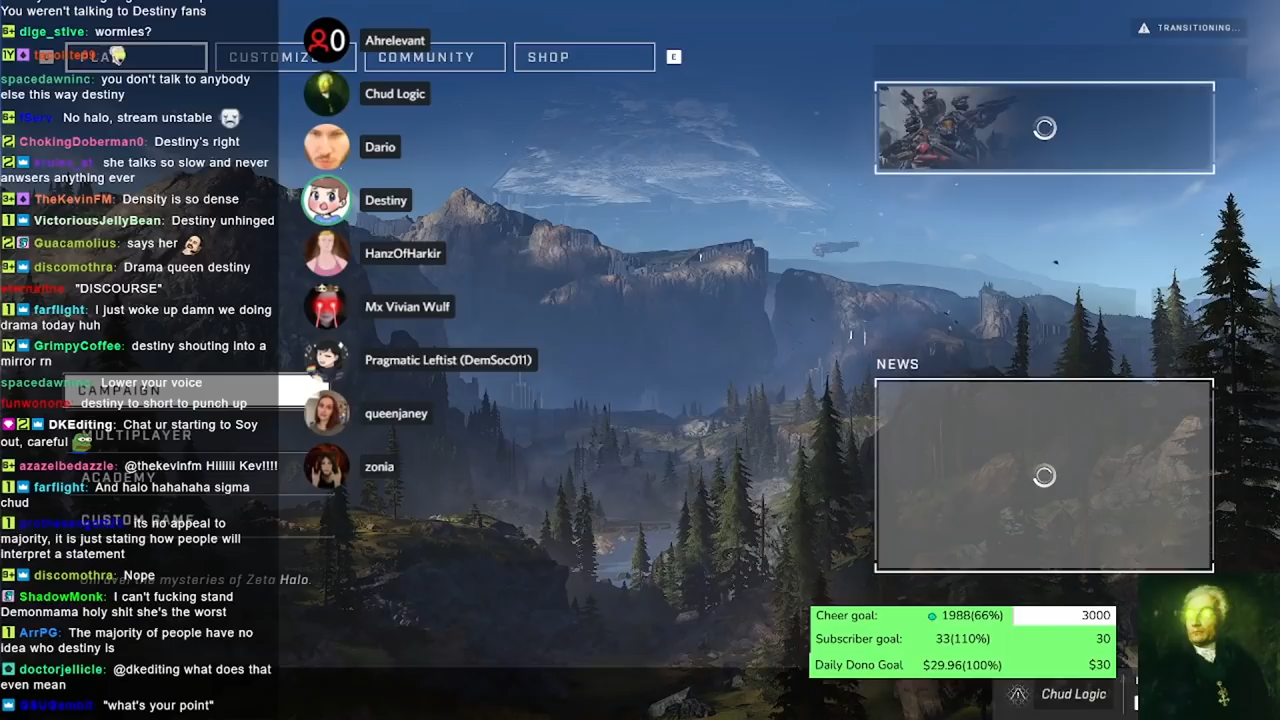 You weren't talking to Destiny fans
6+ dlge_stive: wormies?
spacedawninc: you don't talk to anybody
else this way destiny
No halo, stream unstable
ChokingDoberman0: Destiny's right
she talks so slow and never
anwsers anything ever
TheKevinFM: Density is so dense
VictoriousJellyBean: Destiny unhinged
Guacamolius: says her
discomothra: Drama queen destiny
"DISCOURSE"
farflight: I just woke up damn we doing
drama today huh
GrimpyCoffee: destiny shouting into a
mirror rn
Lower your voice
destiny to short to punch up
DKEditing: Chat ur starting to Soy
out, careful
azazelbedazzle: @thekevinfm HIIIIII Kev!!!!
farflight: And halo hahahaha sigma
chud
Its no appeal to
majority, it is just stating how people will
interpret a statement
discomothra: Nope
ShadowMonk: I can't fucking stand
Demonmama holy shit she's the worst
ArrPG: The majority of people have no
idea who destiny is
doctorjellicle: @dkediting what does that
even mean
"what's your point"
PLAY
CUSTOMIZE
COMMUNITY
SHOP
E
TRANSITIONING...
0
Ahrelevant
Chud Logic
Dario
Destiny
HanzOfHarkir
Mx Vivian Wulf
Pragmatic Leftist (DemSoc011)
queenjaney
zonia
CAMPAIGN
MULTIPLAYER
ACADEMY
CUSTOM GAME
the mysteries of Zeta Halo.
NEWS
Cheer goal: 1988(66%) 3000
Subscriber goal: 33(110%) 30
Daily Dono Goal $29.96(100%) $30
Chud Logic